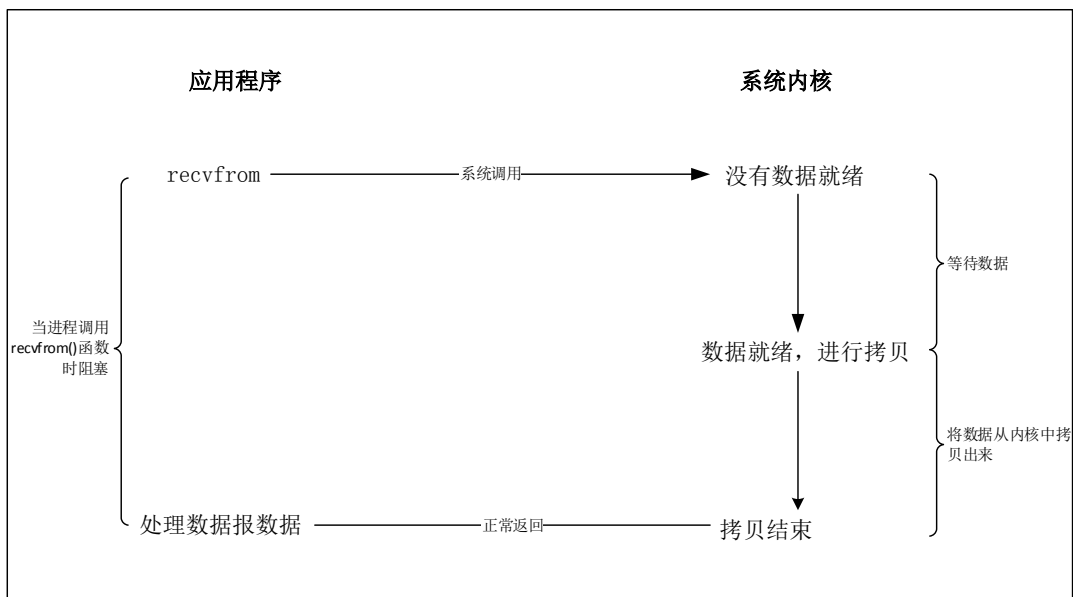 应用程序
系统内核
recvfrom
系统调用
没有数据就绪
等待数据
当进程调用
recvfrom()函数
时阻塞
数据就绪，进行拷贝
将数据从内核中拷
贝出来
处理数据报数据
正常返回
拷贝结束